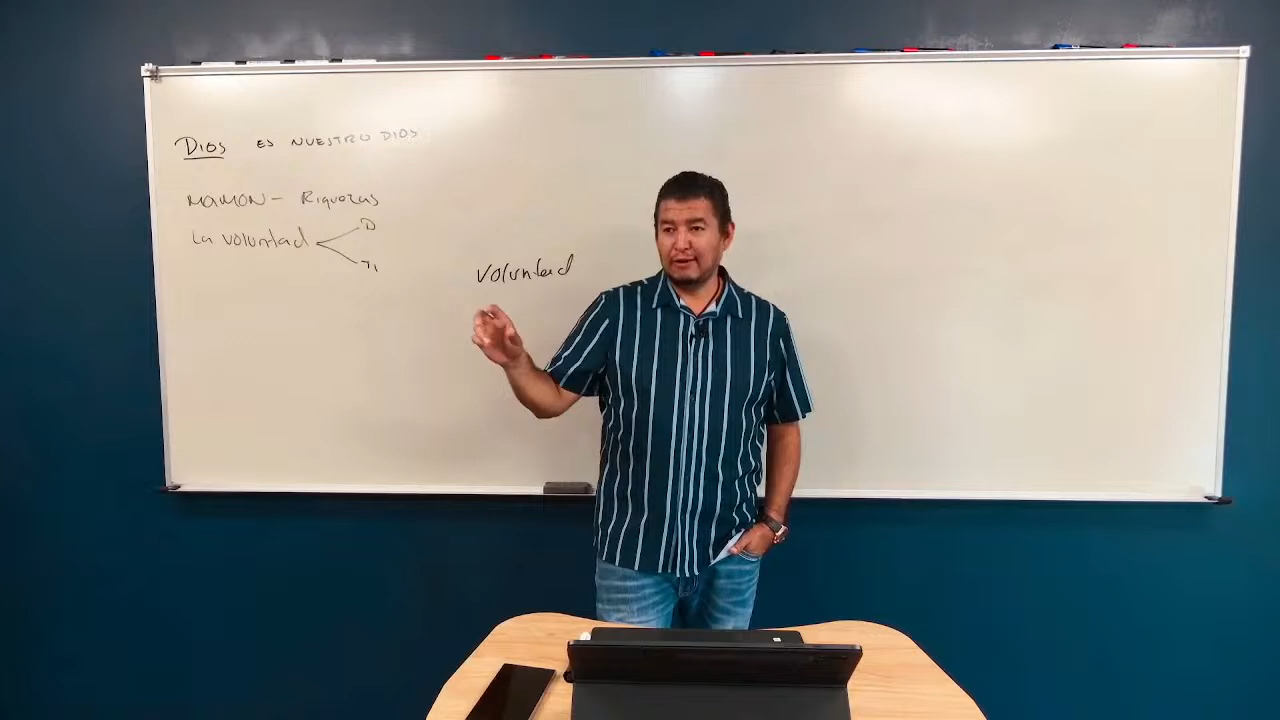 DIOS ES NUESTRO DIOS
MAMON - Riquezas
La voluntad
D
voluntad